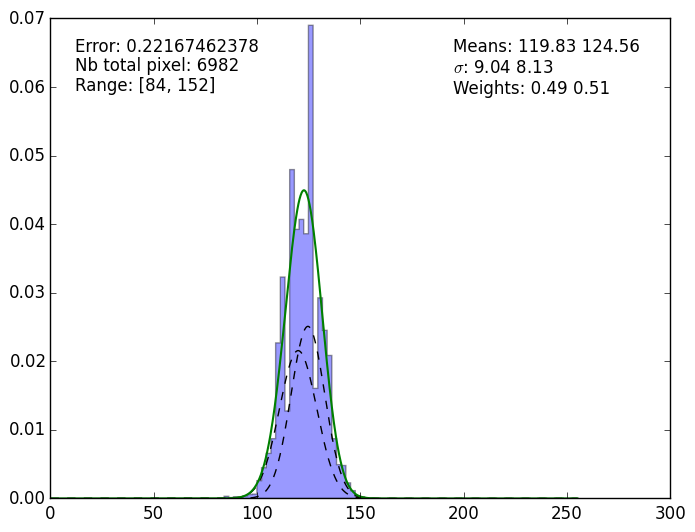 Error: 0.22167462378
Nb total pixel: 6982
Range: [84, 152]
Means: 119.83 124.56
σ: 9.04 8.13
Weights: 0.49 0.51
0.07
0.06
0.05
0.04
0.03
0.02
0.01
0.00
0 50 100 150 200 250 300